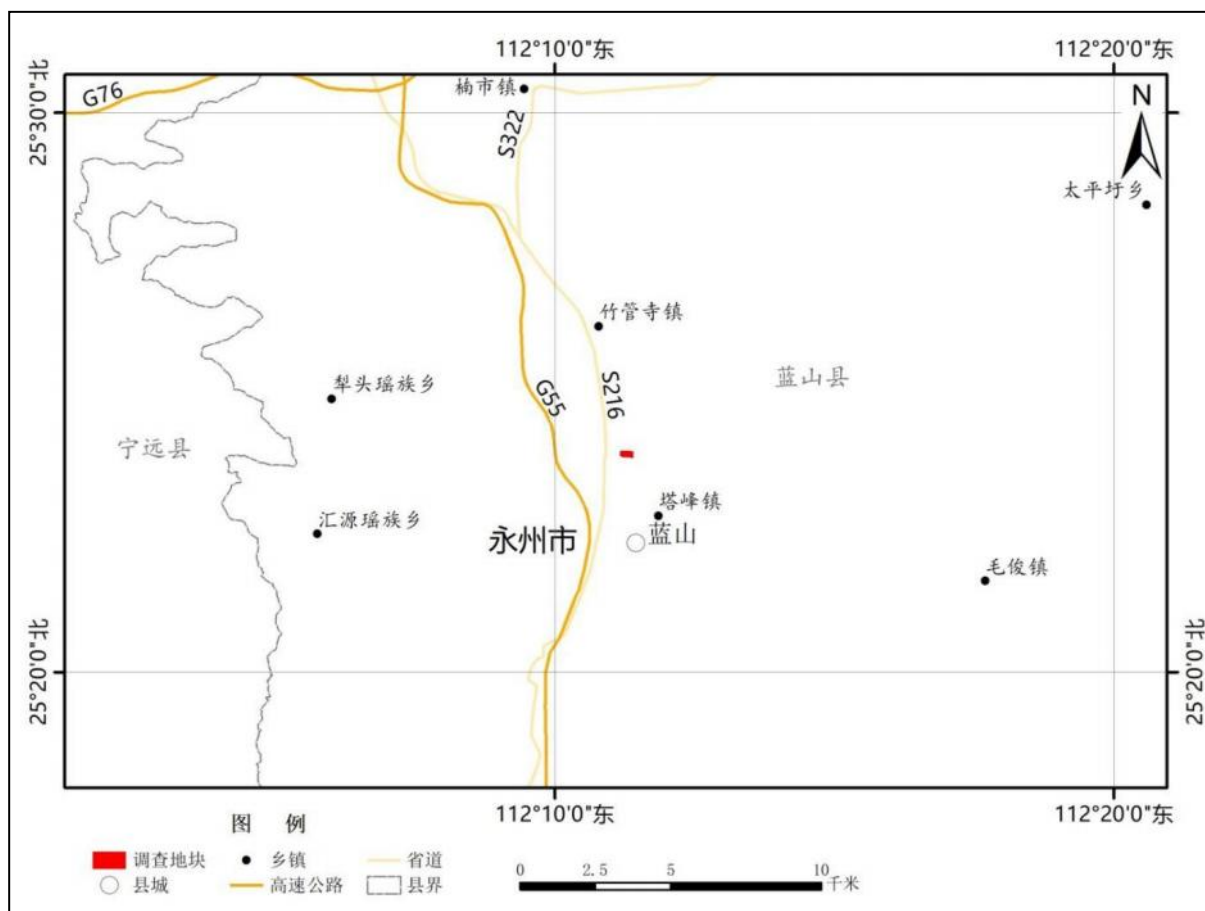 112°10'0"东
112°20'0"东
25°30'0"北
G76
楠市镇
S322
N
太平圩乡
竹管寺镇
蓝山县
犁头瑶族乡
G55
S216
宁远县
塔峰镇
汇源瑶族乡
永州市
蓝山
毛俊镇
25°20'0"北
25°20'0"北
112°10'0"东
112°20'0"东
图 例
调查地块
乡镇
省道
县城
高速公路
县界
0 2.5 5 10
千米